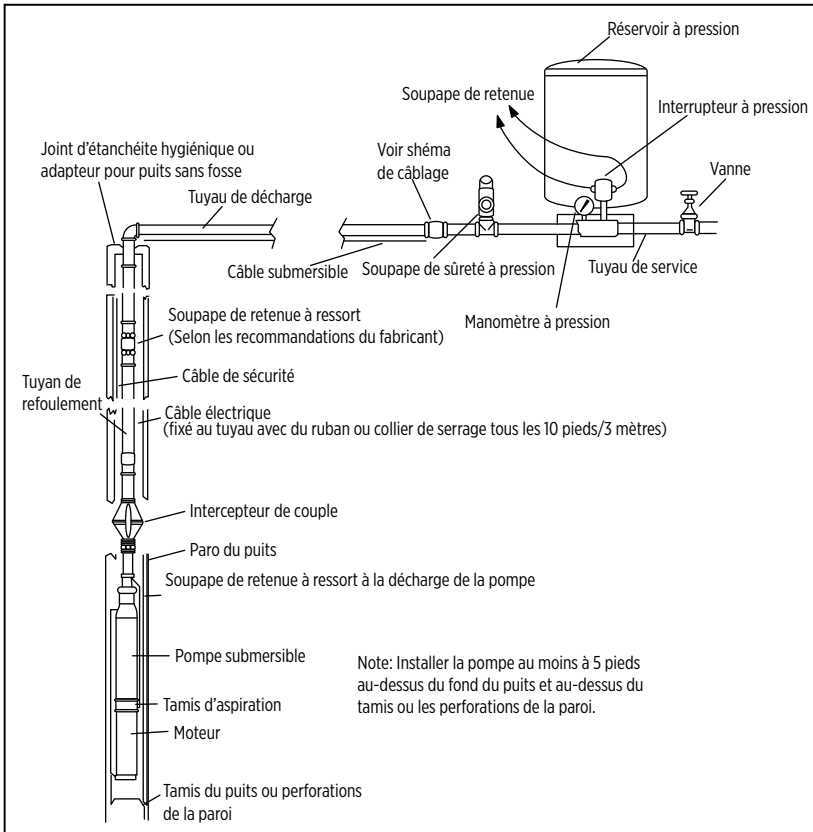 Réservoir à pression
Soupape de retenue
Interrupteur à pression
Joint d'étanchéite hygiénique ou
adapteur pour puits sans fosse
Voir shéma
de câblage
Vanne
Tuyau de décharge
Câble submersible
Soupape de sûreté à pression
Tuyau de service
Manomètre à pression
Soupape de retenue à ressort
(Selon les recommandations du fabricant)
Tuyan de
refoulement
Câble de sécurité
Câble électrique
(fixé au tuyau avec du ruban ou collier de serrage tous les 10 pieds/3 mètres)
Intercepteur de couple
Paro du puits
Soupape de retenue à ressort à la décharge de la pompe
Pompe submersible
Note: Installer la pompe au moins à 5 pieds
au-dessus du fond du puits et au-dessus du
tamis ou les perforations de la paroi.
Tamis d'aspiration
Moteur
Tamis du puits ou perforations
de la paroi